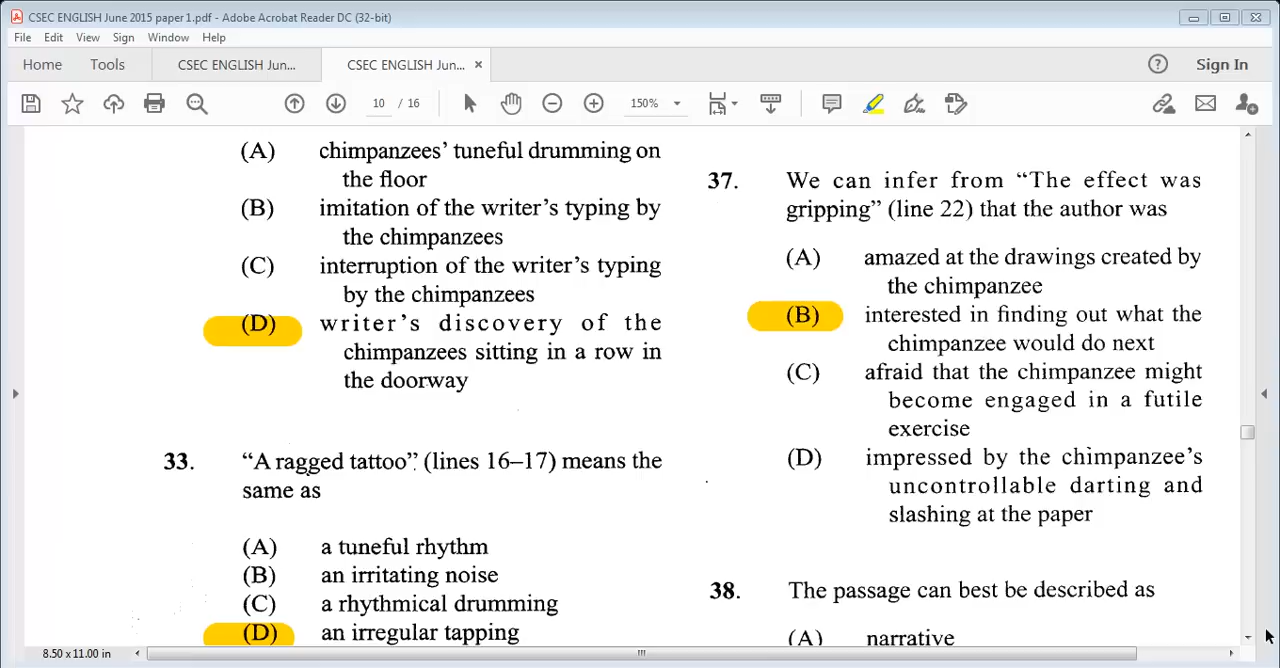 CSEC ENGLISH June 2015 paper 1.pdf - Adobe Acrobat Reader DC (32-bit)
File Edit View Sign Window Help
Home Tools CSEC ENGLISH Jun... CSEC ENGLISH Jun... × Sign In
10 / 16 150%
(A) chimpanzees' tuneful drumming on
the floor
(B) imitation of the writer's typing by
the chimpanzees
(C) interruption of the writer's typing
by the chimpanzees
(D) writer's discovery of the
chimpanzees sitting in a row in
the doorway
33. “A ragged tattoo” (lines 16–17) means the
same as
(A) a tuneful rhythm
(B) an irritating noise
(C) a rhythmical drumming
(D) an irregular tapping
37. We can infer from “The effect was
gripping” (line 22) that the author was
(A) amazed at the drawings created by
the chimpanzee
(B) interested in finding out what the
chimpanzee would do next
(C) afraid that the chimpanzee might
become engaged in a futile
exercise
(D) impressed by the chimpanzee's
uncontrollable darting and
slashing at the paper
38. The passage can best be described as
(A) narrative
8.50 x 11.00 in